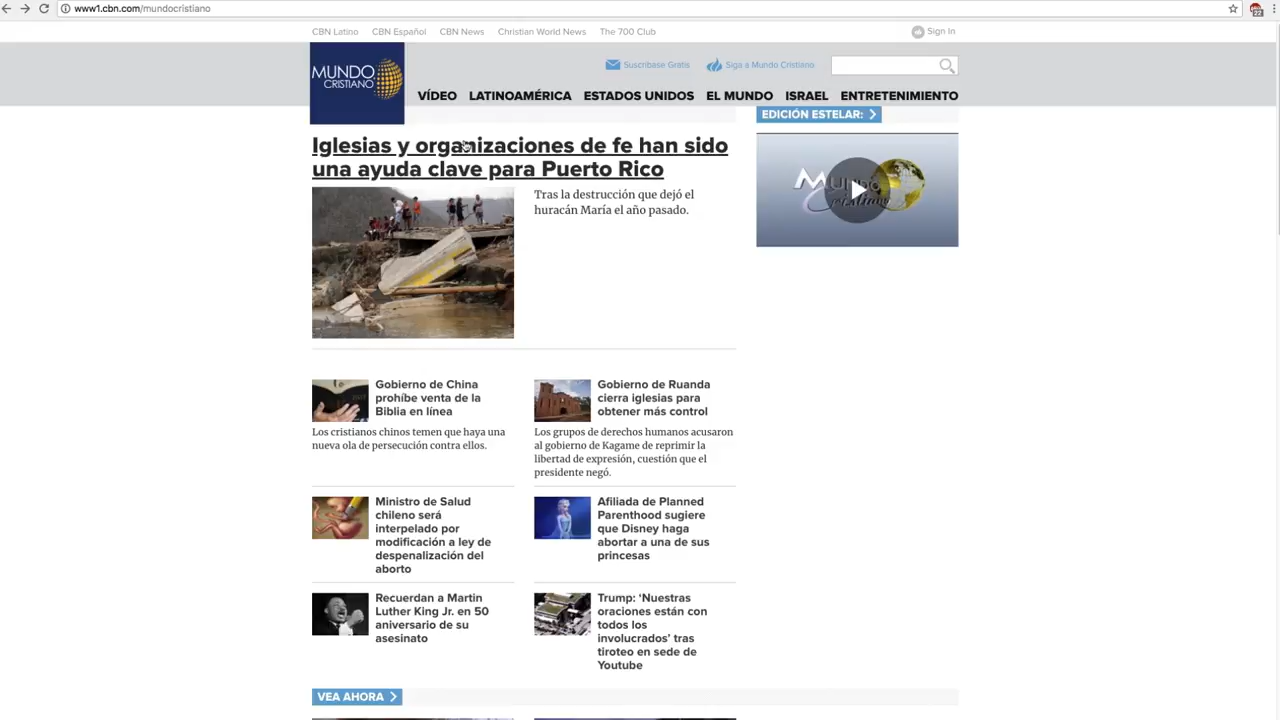 www1.cbn.com/mundocristiano
22
CBN Latino CBN Español CBN News Christian World News The 700 Club
Sign In
MUNDO
CRISTIANO
Suscríbase Gratis Siga a Mundo Cristiano
VÍDEO LATINOAMÉRICA ESTADOS UNIDOS EL MUNDO ISRAEL ENTRETENIMIENTO
EDICIÓN ESTELAR:
Iglesias y organizaciones de fe han sido
una ayuda clave para Puerto Rico
Tras la destrucción que dejó el
huracán María el año pasado.
Gobierno de China
prohíbe venta de la
Biblia en línea
Los cristianos chinos temen que haya una
nueva ola de persecución contra ellos.
Gobierno de Ruanda
cierra iglesias para
obtener más control
Los grupos de derechos humanos acusaron
al gobierno de Kagame de reprimir la
libertad de expresión, cuestión que el
presidente negó.
Ministro de Salud
chileno será
interpelado por
modificación a ley de
despenalización del
aborto
Afiliada de Planned
Parenthood sugiere
que Disney haga
abortar a una de sus
princesas
Recuerdan a Martin
Luther King Jr. en 50
aniversario de su
asesinato
Trump: ‘Nuestras
oraciones están con
todos los
involucrados’ tras
tiroteo en sede de
Youtube
VEA AHORA